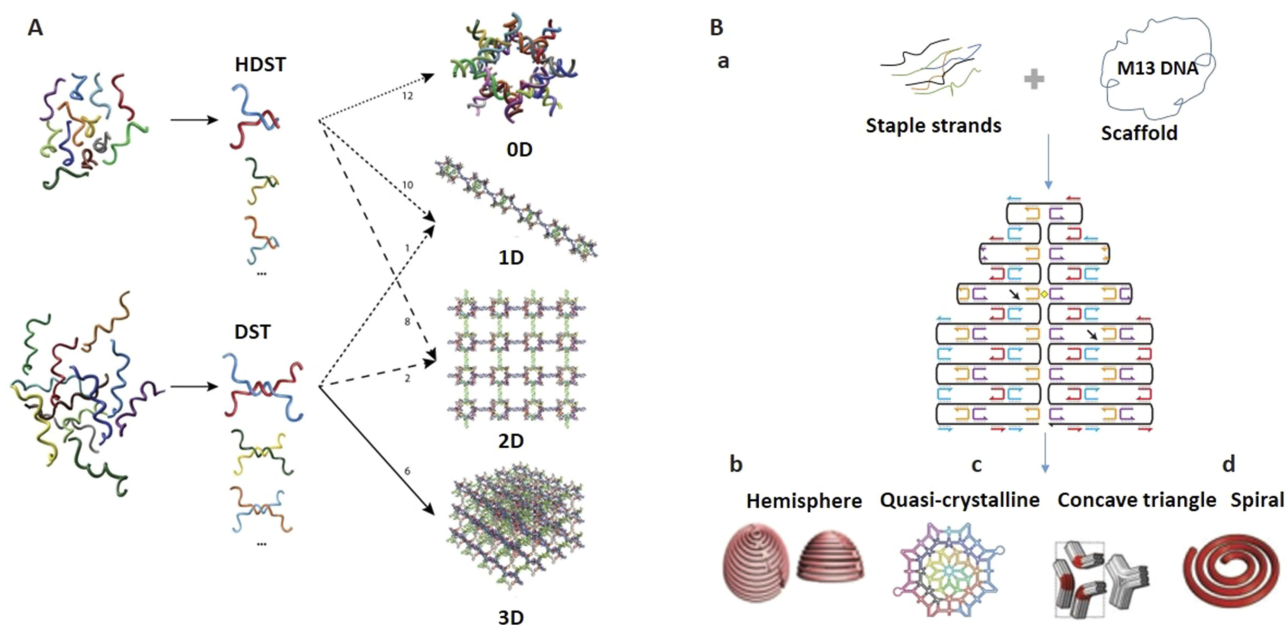 A
HDST
...
DST
...
12
10
1
8
2
6
0D
1D
2D
3D
B
a
Staple strands
M13 DNA
Scaffold
b
c
d
Hemisphere
Quasi-crystalline
Concave triangle
Spiral